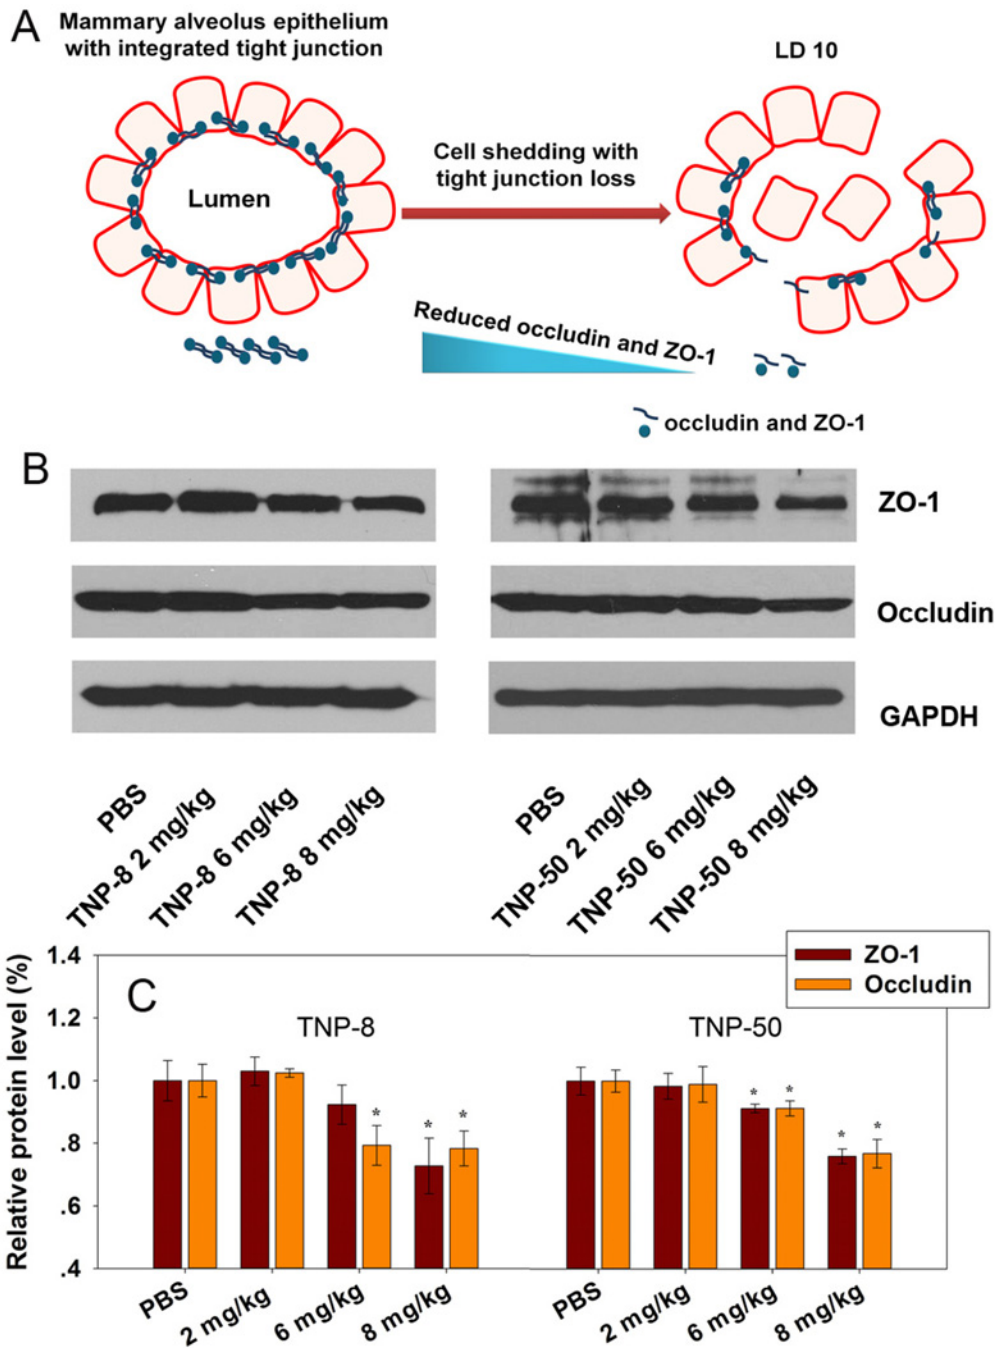 A
Mammary alveolus epithelium
with integrated tight junction
LD 10
Cell shedding with
tight junction loss
Lumen
Reduced occludin and ZO-1
occludin and ZO-1
B
ZO-1
Occludin
GAPDH
PBS
TNP-8 2 mg/kg
TNP-8 6 mg/kg
TNP-8 8 mg/kg
PBS
TNP-50 2 mg/kg
TNP-50 6 mg/kg
TNP-50 8 mg/kg
C
Relative protein level (%)
1.4
1.2
1.0
.8
.6
.4
TNP-8
TNP-50
ZO-1
Occludin
*
*
*
*
*
*
*
PBS
2 mg/kg
6 mg/kg
8 mg/kg
PBS
2 mg/kg
6 mg/kg
8 mg/kg